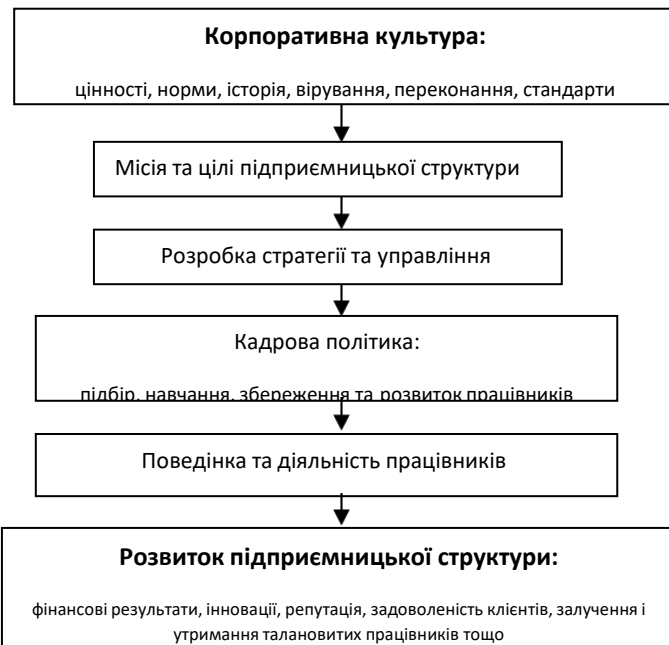 Корпоративна культура:
цінності, норми, історія, вірування, переконання, стандарти
Місія та цілі підприємницької структури
Розробка стратегії та управління
Кадрова політика:
підбір, навчання, збереження та розвиток працівників
Поведінка та діяльність працівників
Розвиток підприємницької структури:
фінансові результати, інновації, репутація, задоволеність клієнтів, залучення і
утримання талановитих працівників тощо